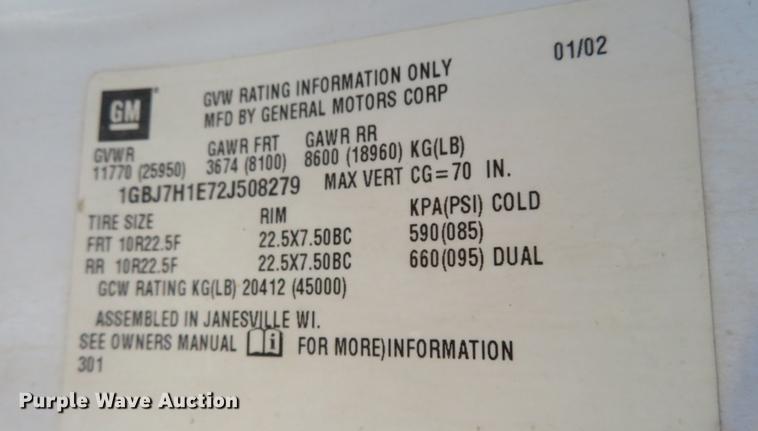 01/02
GM
GVW RATING INFORMATION ONLY
MFD BY GENERAL MOTORS CORP
GVWR GAWR FRT GAWR RR
11770 (25950) 3674 (8100) 8600 (18960) KG(LB)
1GBJ7H1E72J508279 MAX VERT CG=70 IN.
TIRE SIZE RIM KPA(PSI) COLD
FRT 10R22.5F 22.5X7.50BC 590(085)
RR 10R22.5F 22.5X7.50BC 660(095) DUAL
GCW RATING KG(LB) 20412 (45000)
ASSEMBLED IN JANESVILLE WI.
SEE OWNERS MANUAL i FOR MORE)INFORMATION
301
Purple Wave Auction